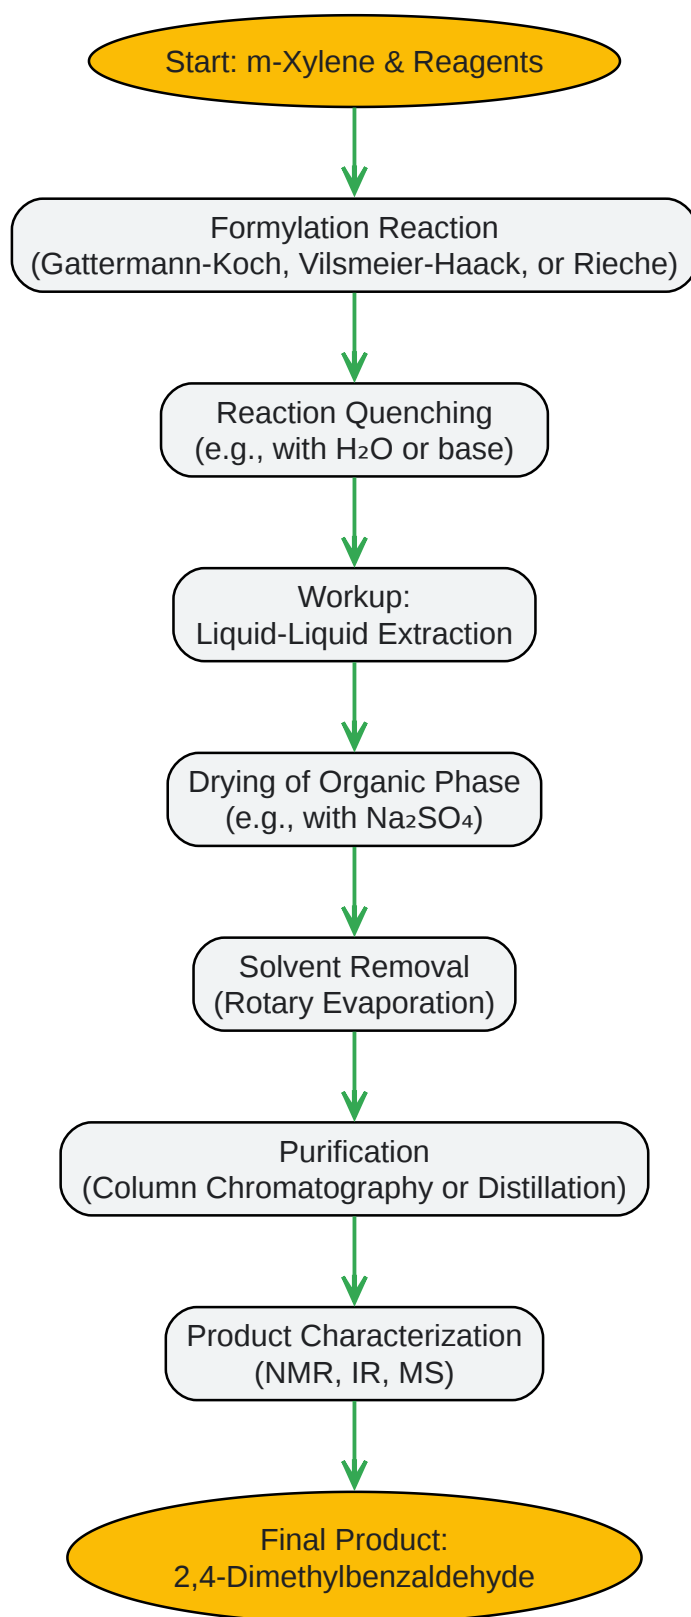 Start: m-Xylene & Reagents
Formylation Reaction
(Gattermann-Koch, Vilsmeier-Haack, or Rieche)
Reaction Quenching
(e.g., with H₂O or base)
Workup:
Liquid-Liquid Extraction
Drying of Organic Phase
(e.g., with Na₂SO₄)
Solvent Removal
(Rotary Evaporation)
Purification
(Column Chromatography or Distillation)
Product Characterization
(NMR, IR, MS)
Final Product:
2,4-Dimethylbenzaldehyde